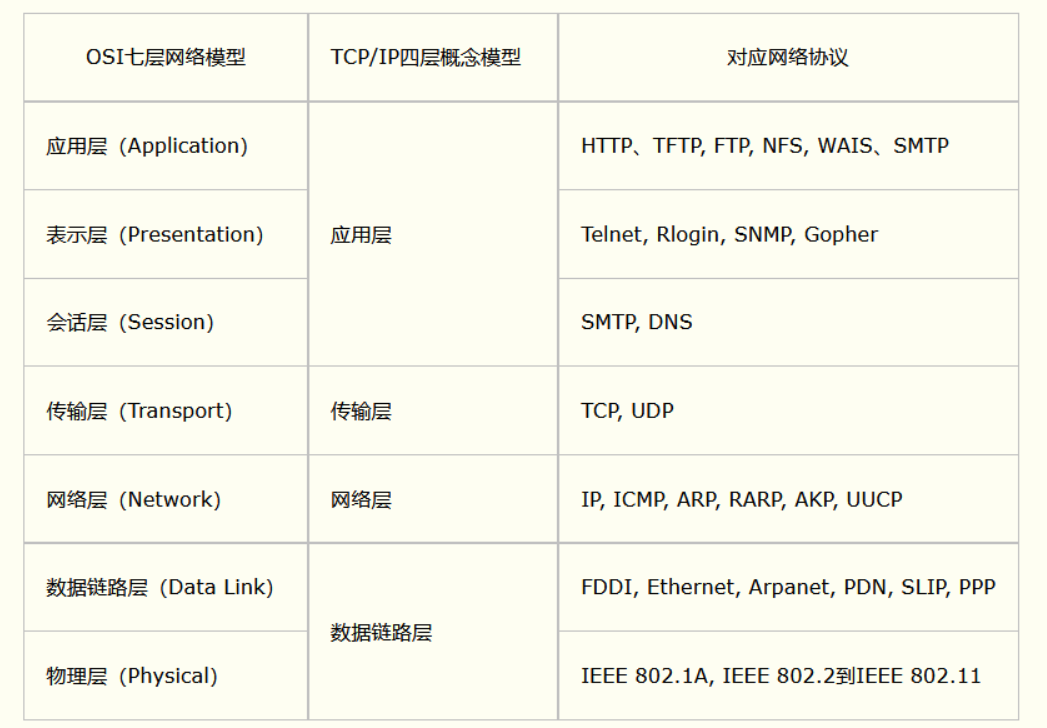 OSI七层网络模型 TCP/IP四层概念模型 对应网络协议
应用层 (Application) HTTP、TFTP, FTP, NFS, WAIS、SMTP
表示层 (Presentation) 应用层 Telnet, Rlogin, SNMP, Gopher
会话层 (Session) SMTP, DNS
传输层 (Transport) 传输层 TCP, UDP
网络层 (Network) 网络层 IP, ICMP, ARP, RARP, AKP, UUCP
数据链路层 (Data Link) FDDI, Ethernet, Arpanet, PDN, SLIP, PPP
数据链路层
物理层 (Physical) IEEE 802.1A, IEEE 802.2到IEEE 802.11